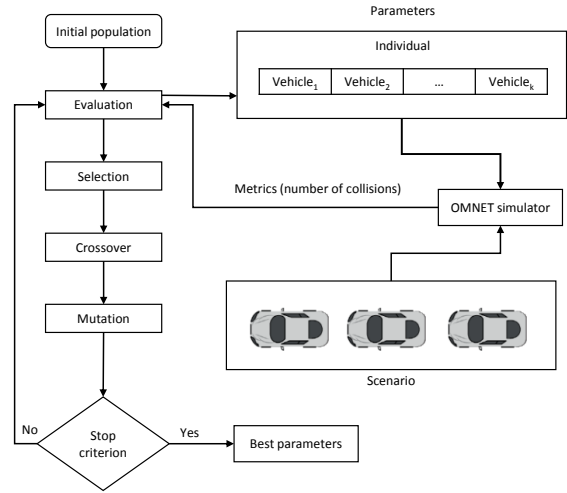 Parameters
Initial population
Individual
Vehicle1 Vehicle2 ... Vehiclek
Evaluation
Selection
Metrics (number of collisions)
OMNET simulator
Crossover
Mutation
Scenario
No
Stop
criterion
Yes
Best parameters